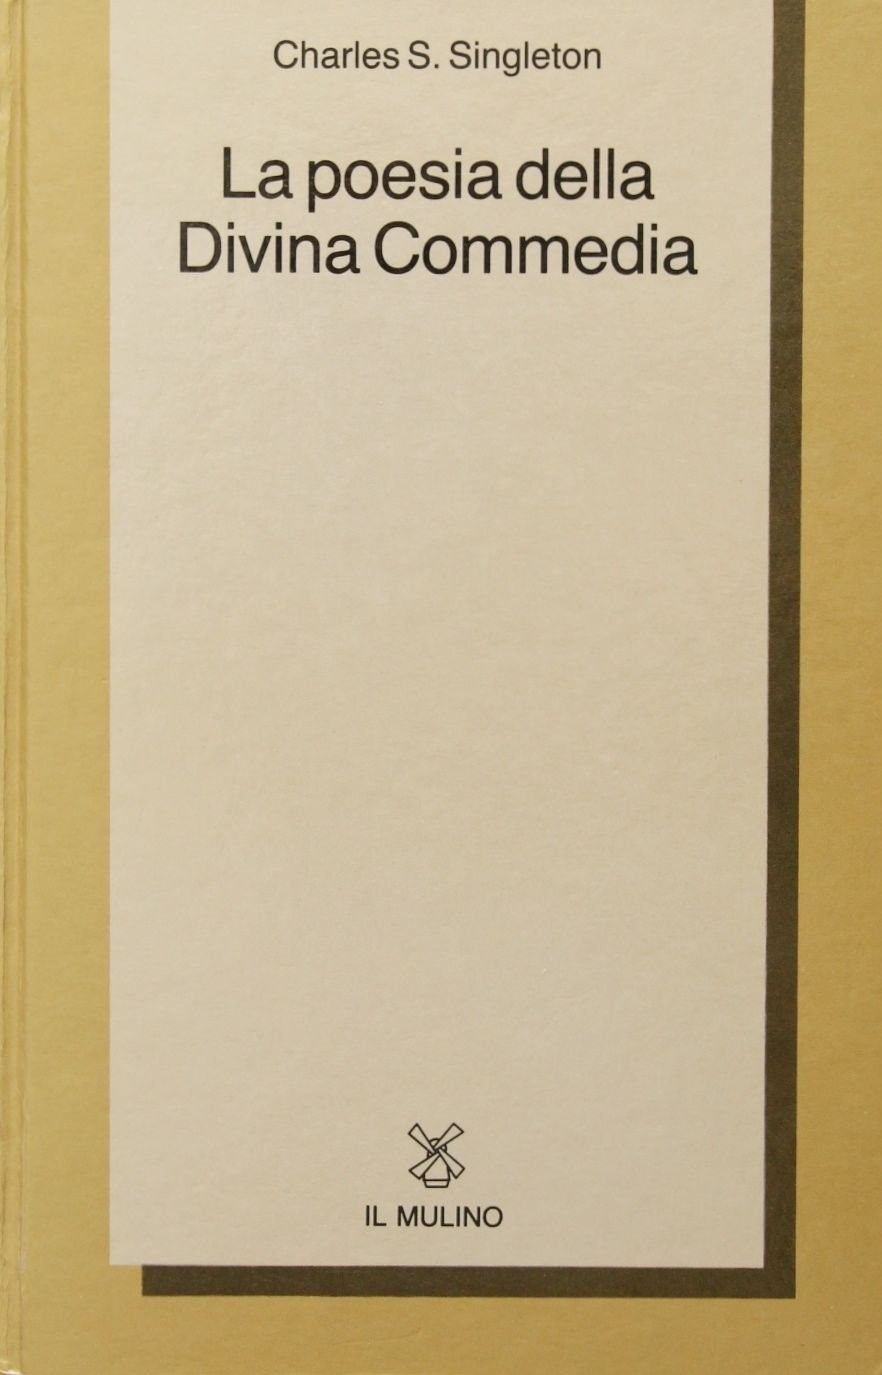 Charles S. Singleton
La poesia della
Divina Commedia
IL MULINO